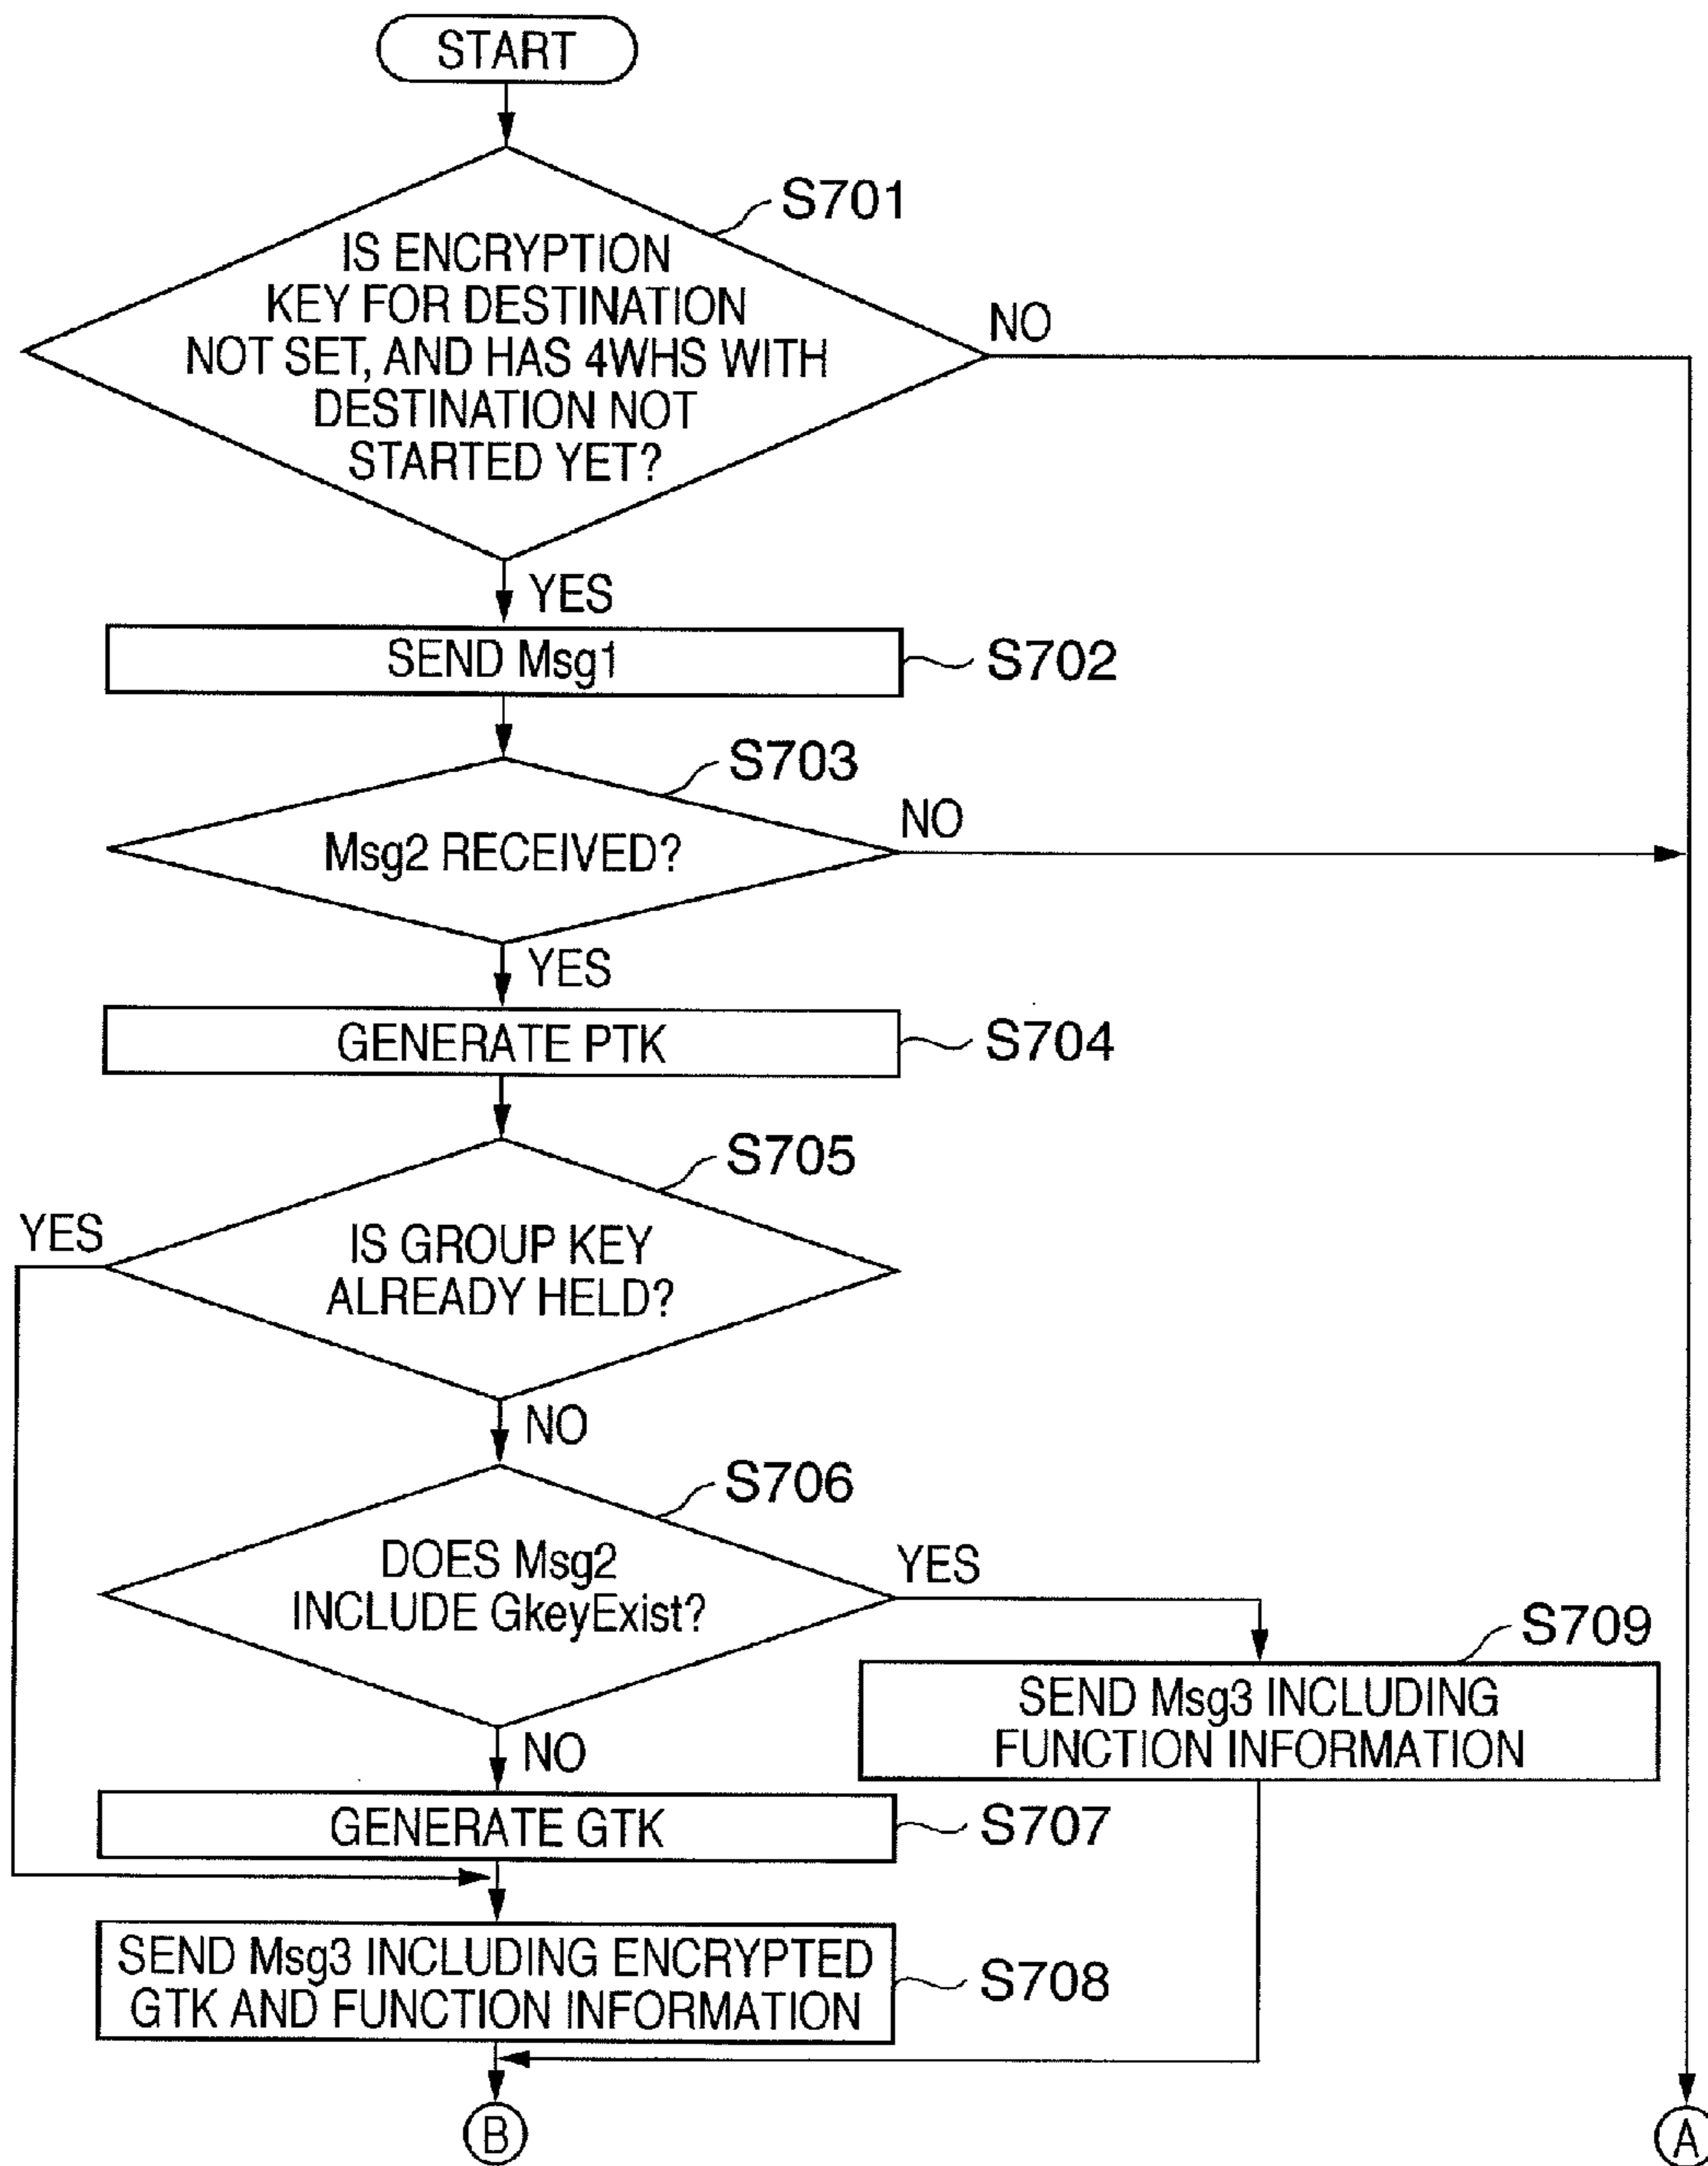 START
S701
IS ENCRYPTION
KEY FOR DESTINATION
NOT SET, AND HAS 4WHS WITH
DESTINATION NOT
STARTED YET?
NO
YES
SEND Msg1
S702
S703
Msg2 RECEIVED?
NO
YES
GENERATE PTK
S704
S705
YES
IS GROUP KEY
ALREADY HELD?
NO
S706
DOES Msg2
INCLUDE GkeyExist?
YES
S709
SEND Msg3 INCLUDING
FUNCTION INFORMATION
NO
GENERATE GTK
S707
SEND Msg3 INCLUDING ENCRYPTED
GTK AND FUNCTION INFORMATION
S708
B
A